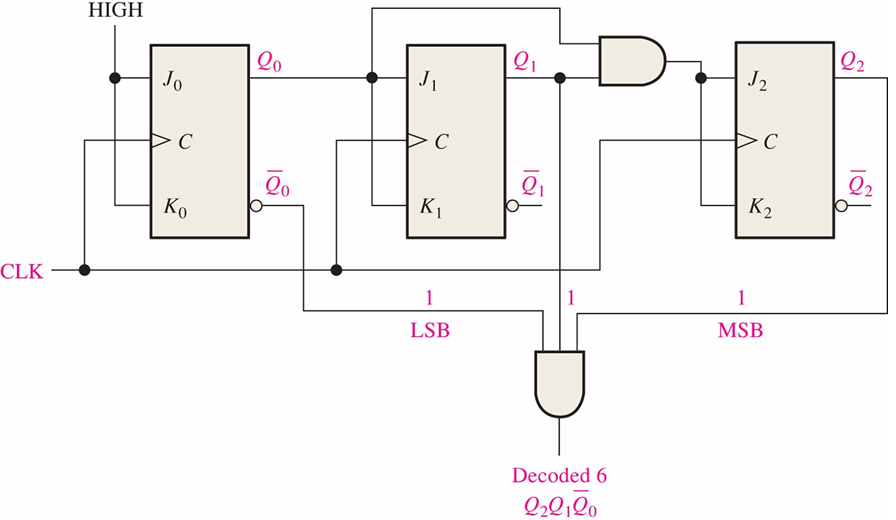 HIGH
Q₀
Q₁
Q₂
J₀
J₁
J₂
C
C
C
Q̅₀
Q̅₁
Q̅₂
K₀
K₁
K₂
CLK
1
1
1
LSB
MSB
Decoded 6
Q₂Q₁Q̅₀